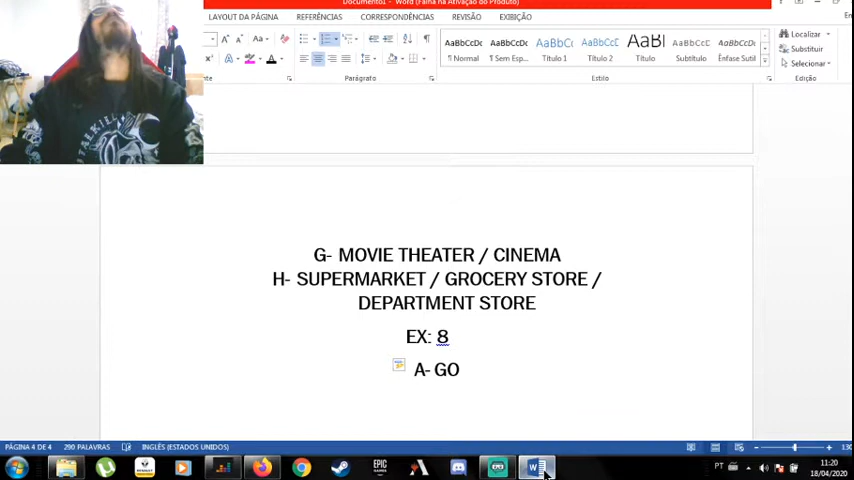 Documento1 - Word (Falha na Ativação do Produto)
LAYOUT DA PÁGINA REFERÊNCIAS CORRESPONDÊNCIAS REVISÃO EXIBIÇÃO
AaBbCcDc AaBbCcDc AaBbCc AaBbCcD AaBl AaBbCcD AaBbCcDc
¶ Normal ¶ Sem Esp... Título 1 Título 2 Título Subtítulo Ênfase Sutil
Localizar
Substituir
Selecionar
Parágrafo Estilo Edição
G- MOVIE THEATER / CINEMA
H- SUPERMARKET / GROCERY STORE /
DEPARTMENT STORE
EX: 8
A- GO
PÁGINA 4 DE 4 290 PALAVRAS INGLÊS (ESTADOS UNIDOS)
PT 11:20
18/04/2020